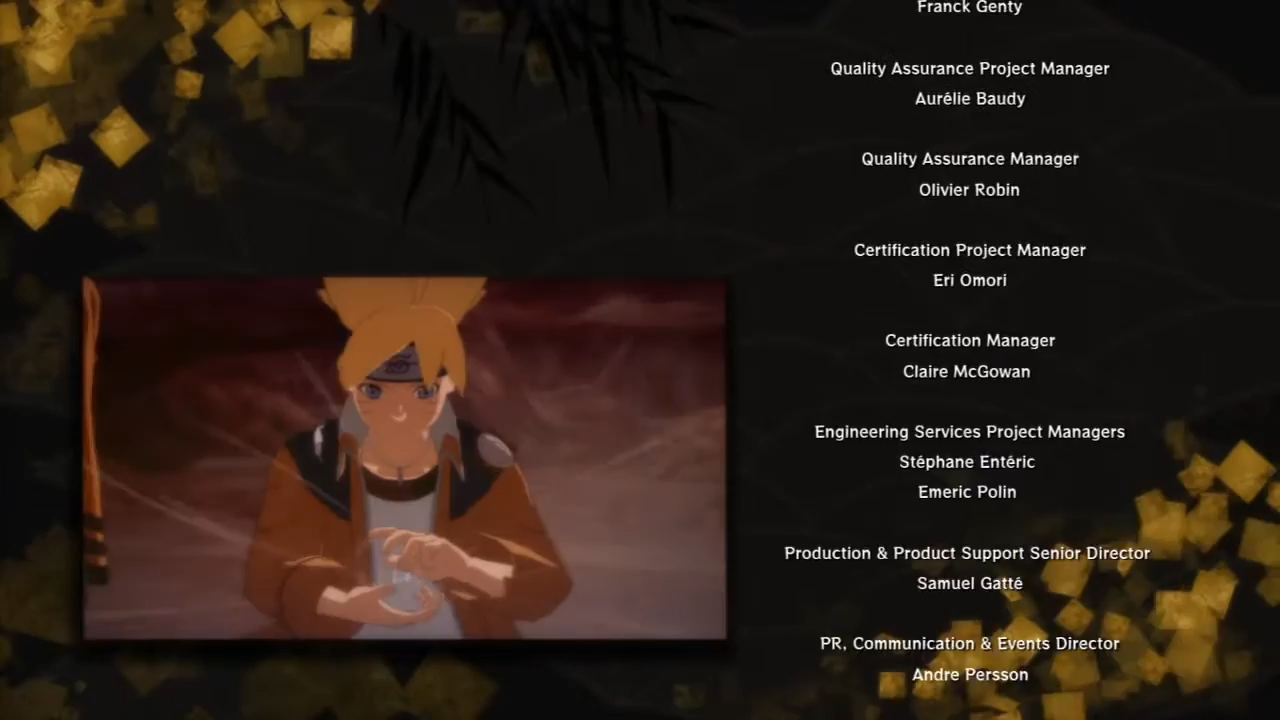 Franck Genty
Quality Assurance Project Manager
Aurélie Baudy
Quality Assurance Manager
Olivier Robin
Certification Project Manager
Eri Omori
Certification Manager
Claire McGowan
Engineering Services Project Managers
Stéphane Entéric
Emeric Polin
Production & Product Support Senior Director
Samuel Gatté
PR, Communication & Events Director
Andre Persson